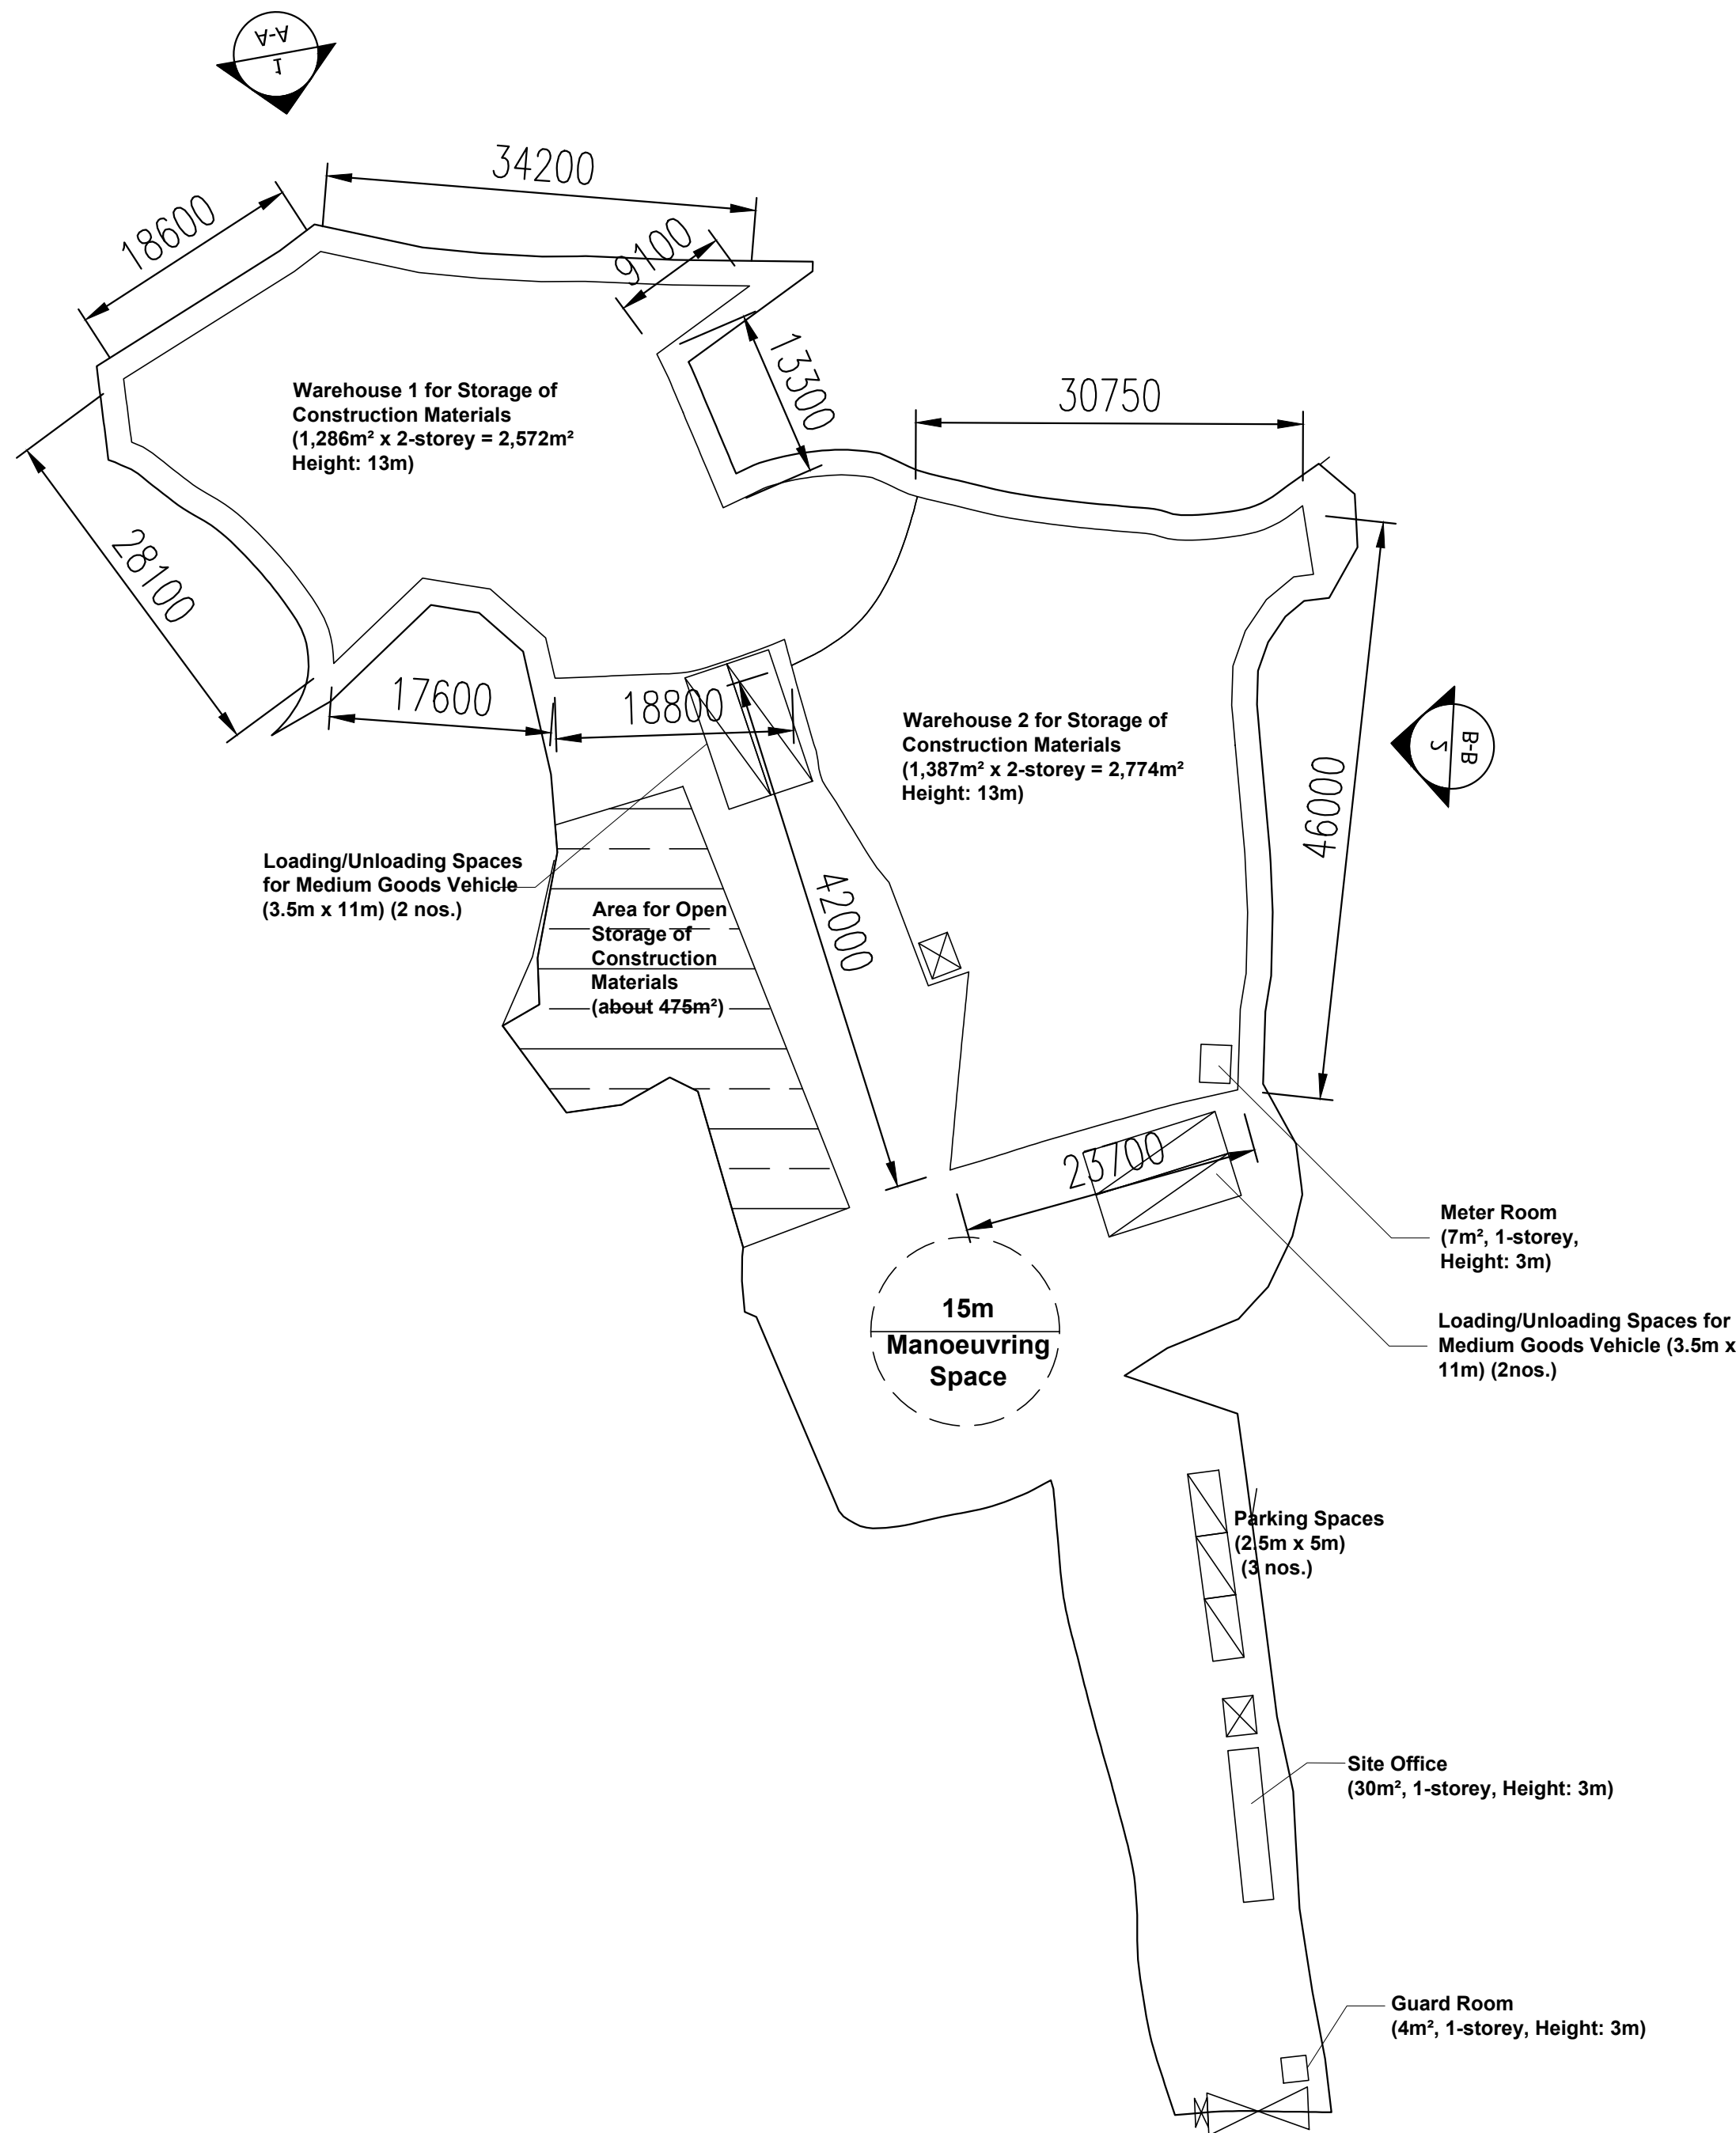 A-A
1
34200
18600
9100
13300
30750
Warehouse 1 for Storage of
Construction Materials
(1,286m² x 2-storey = 2,572m²
Height: 13m)
28100
17600
18800
Warehouse 2 for Storage of
Construction Materials
(1,387m² x 2-storey = 2,774m²
Height: 13m)
B-B
2
46000
Loading/Unloading Spaces
for Medium Goods Vehicle
(3.5m x 11m) (2 nos.)
42000
Area for Open
Storage of
Construction
Materials
(about 475m²)
23700
Meter Room
(7m², 1-storey,
Height: 3m)
15m
Manoeuvring
Space
Loading/Unloading Spaces for
Medium Goods Vehicle (3.5m x
11m) (2nos.)
Parking Spaces
(2.5m x 5m)
(3 nos.)
Site Office
(30m², 1-storey, Height: 3m)
Guard Room
(4m², 1-storey, Height: 3m)